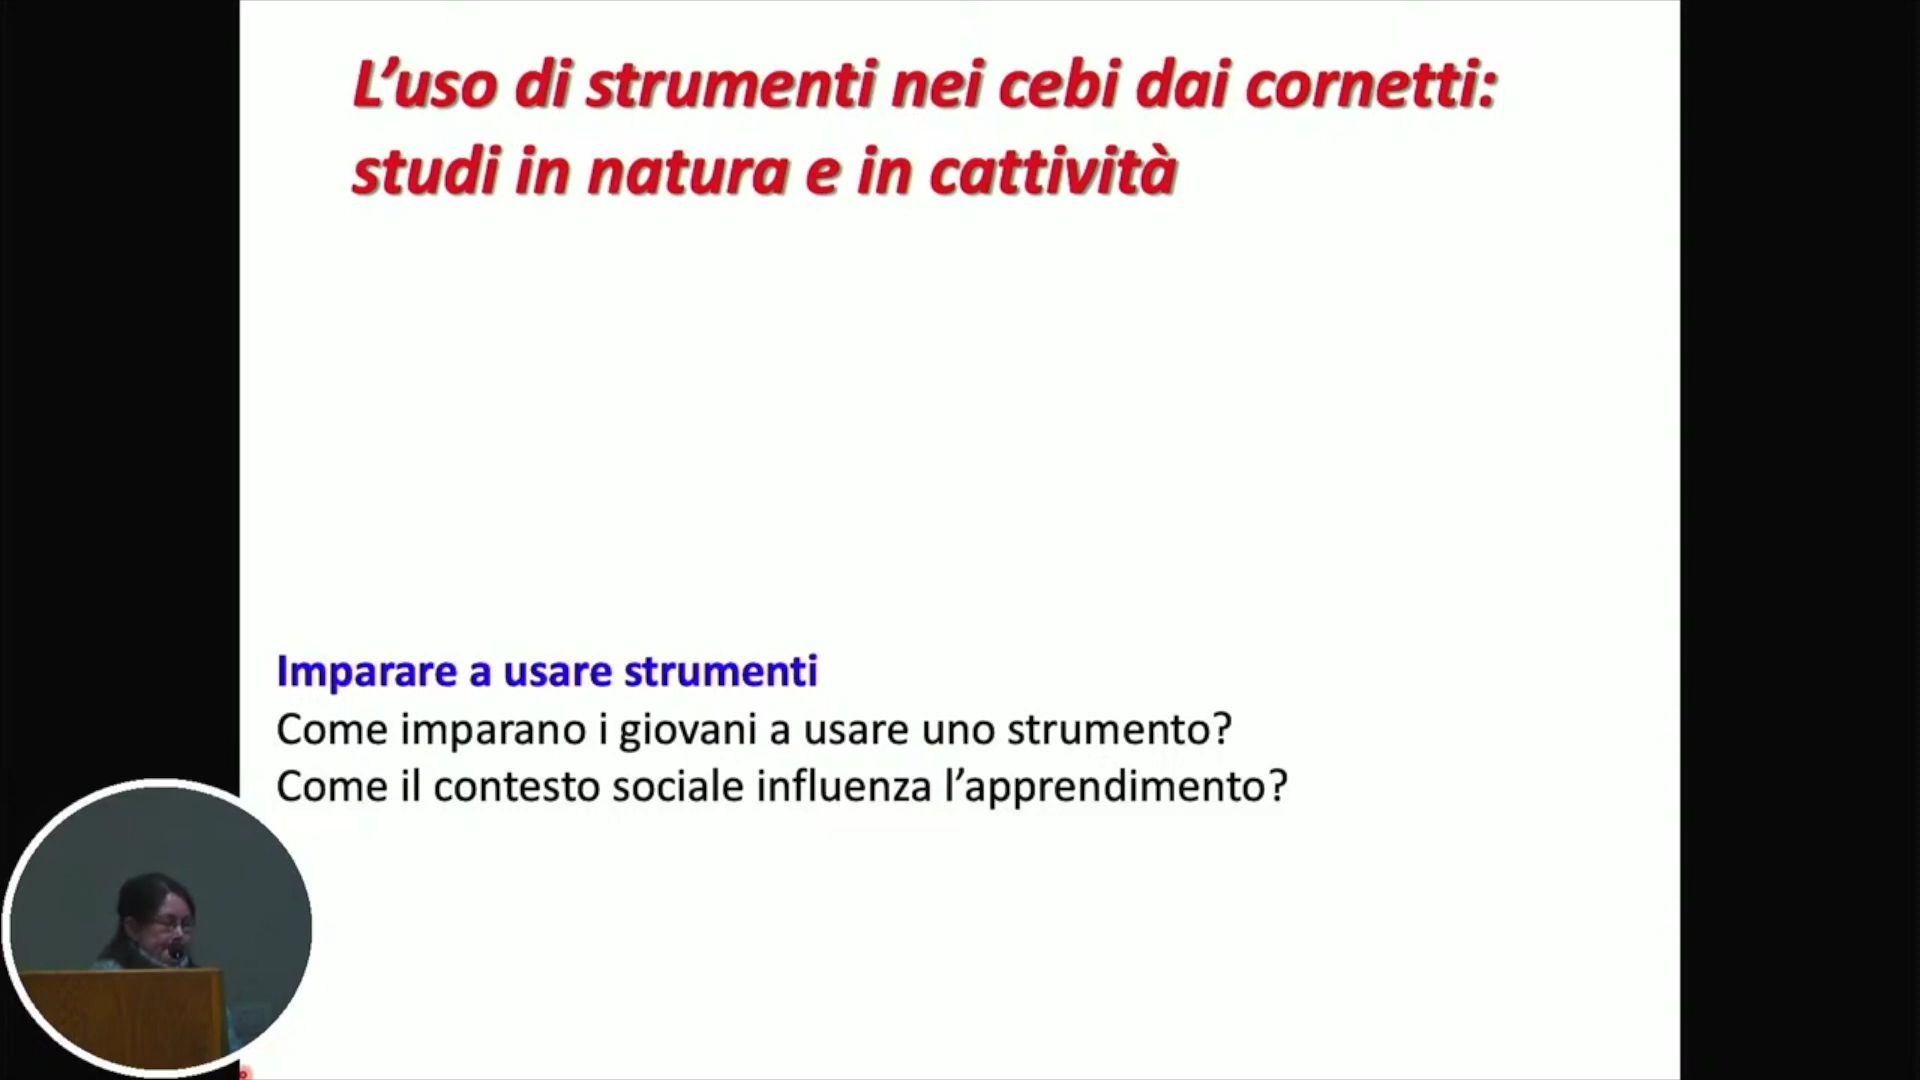 L’uso di strumenti nei cebi dai cornetti:
studi in natura e in cattività
Imparare a usare strumenti
Come imparano i giovani a usare uno strumento?
Come il contesto sociale influenza l’apprendimento?